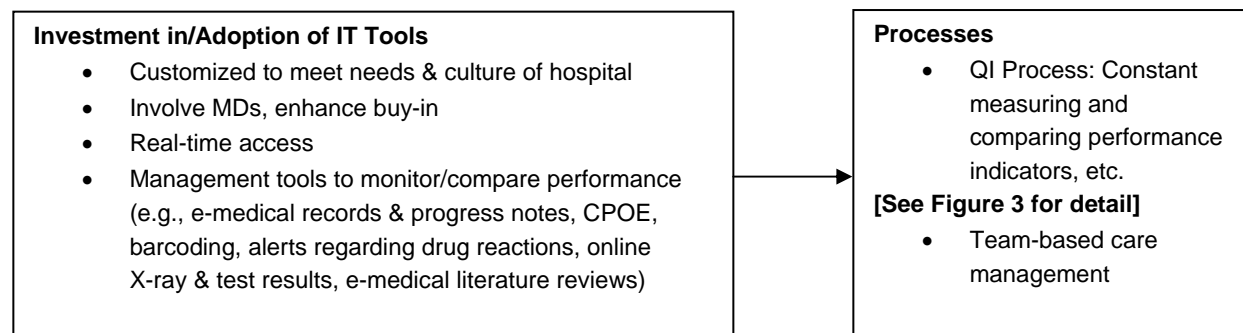 Investment in/Adoption of IT Tools
• Customized to meet needs & culture of hospital
• Involve MDs, enhance buy-in
• Real-time access
• Management tools to monitor/compare performance
(e.g., e-medical records & progress notes, CPOE,
barcoding, alerts regarding drug reactions, online
X-ray & test results, e-medical literature reviews)
Processes
• QI Process: Constant
measuring and
comparing performance
indicators, etc.
[See Figure 3 for detail]
• Team-based care
management